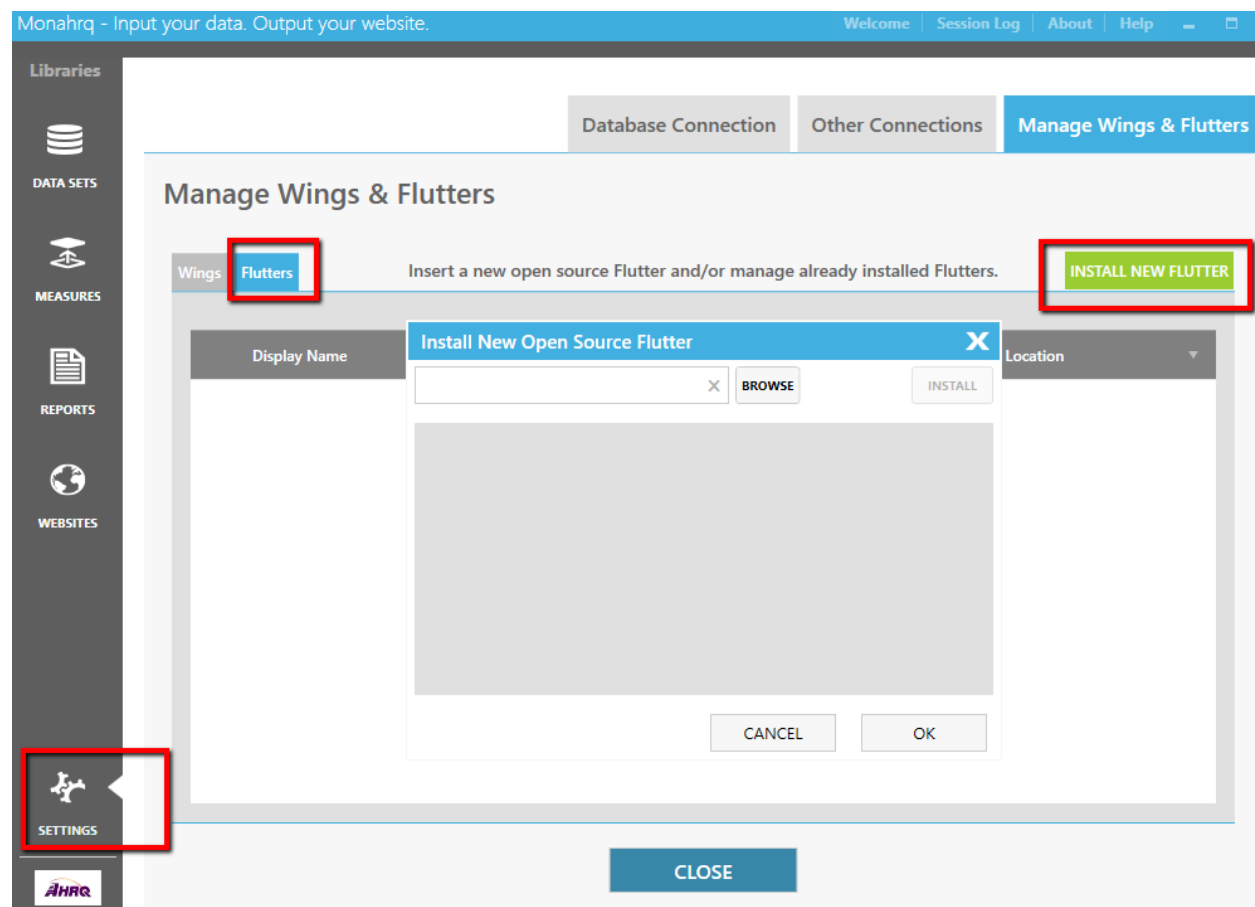 Monahrq - Input your data. Output your website.
Welcome Session Log About Help
Libraries
DATA SETS
MEASURES
REPORTS
WEBSITES
SETTINGS
AHRQ
Database Connection Other Connections Manage Wings & Flutters
Manage Wings & Flutters
Wings Flutters Insert a new open source Flutter and/or manage already installed Flutters. INSTALL NEW FLUTTER
Display Name Location
Install New Open Source Flutter X
BROWSE INSTALL
CANCEL OK
CLOSE